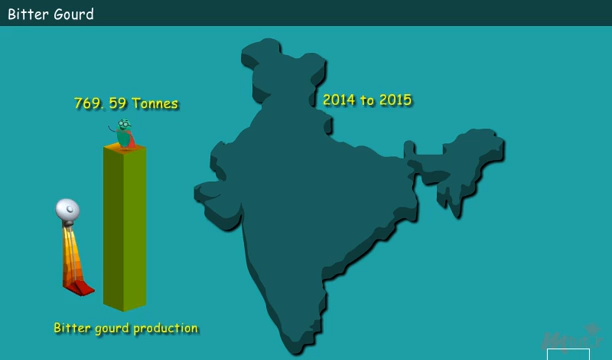 Bitter Gourd
769. 59 Tonnes
2014 to 2015
Bitter gourd production